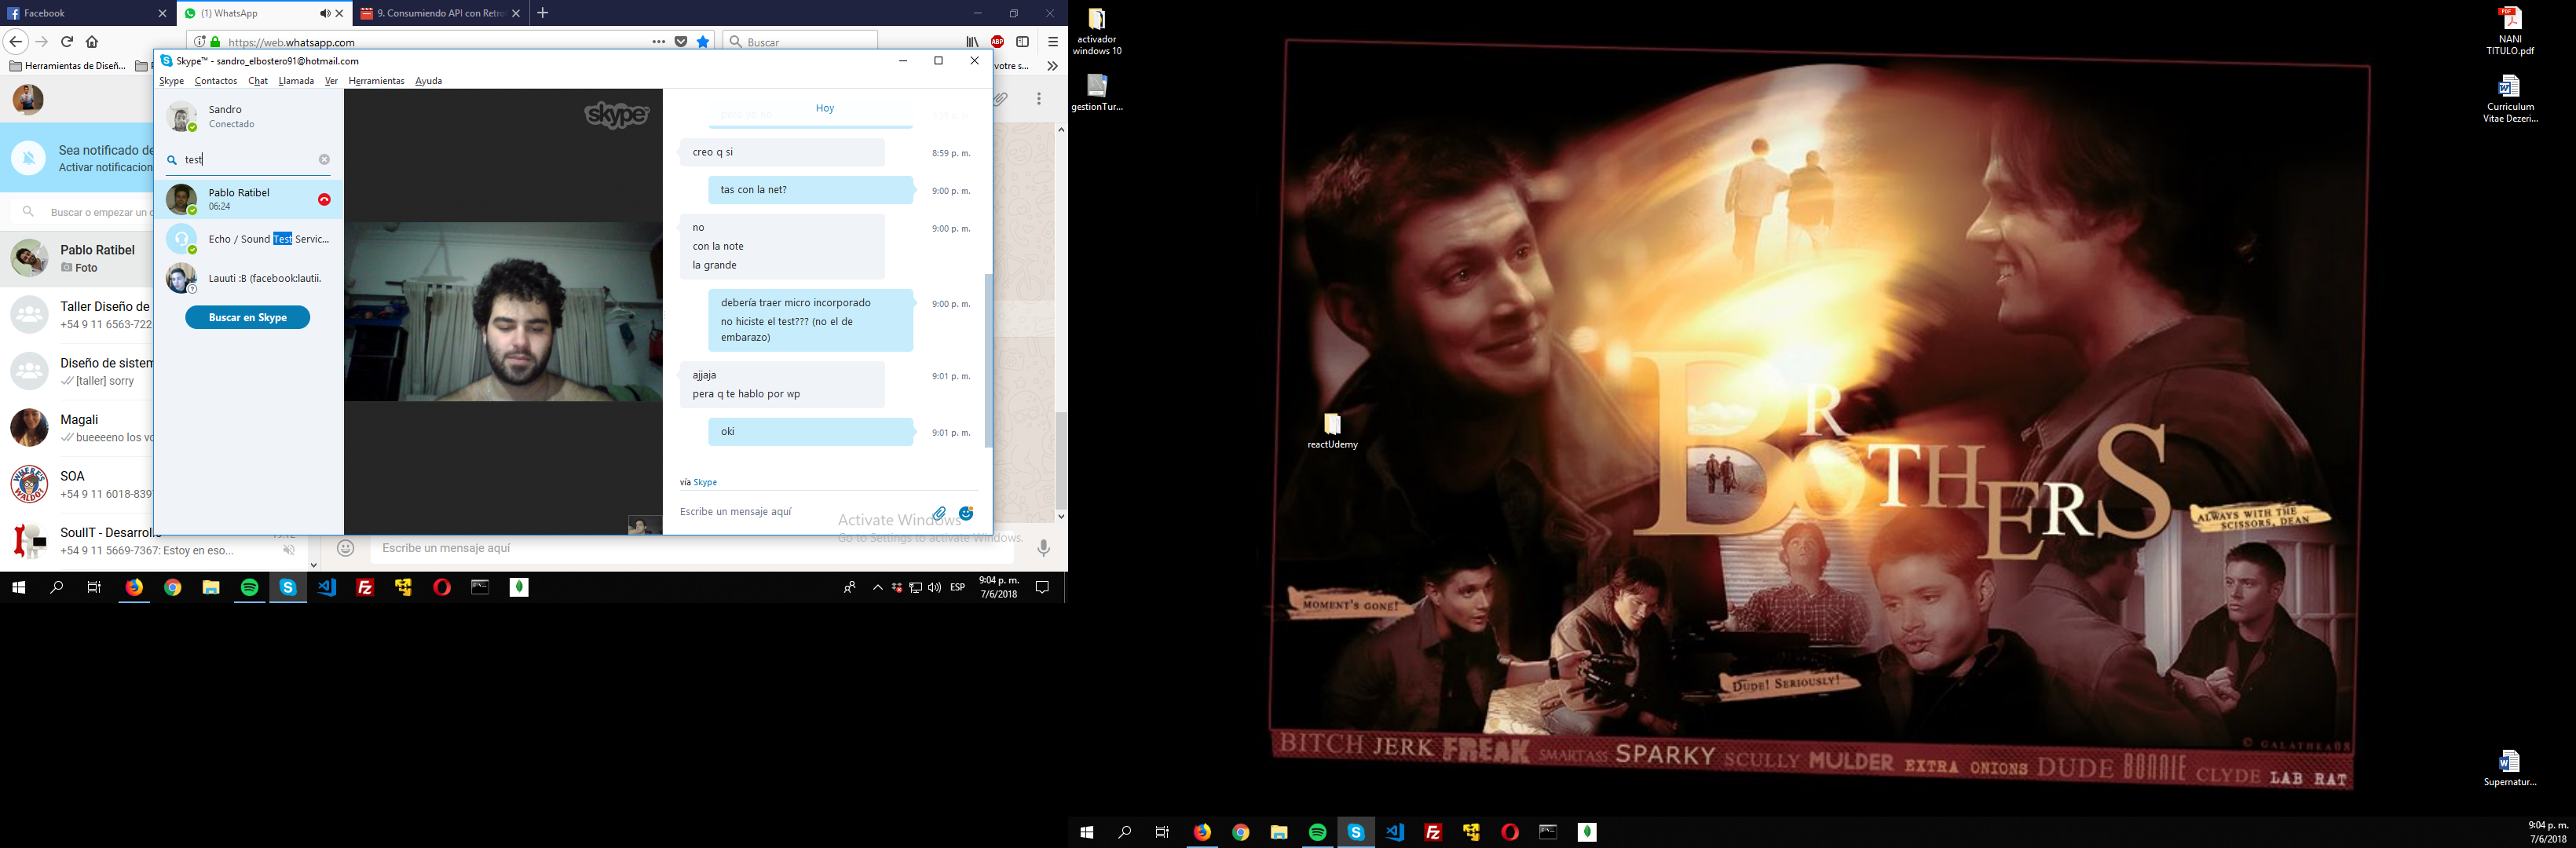 Facebook
(1) WhatsApp
9. Consumiendo API con Retro
https://web.whatsapp.com
Buscar
Herramientas de Diseñ...
votre s...
Skype™ - sandro_elbostero91@hotmail.com
Skype Contactos Chat Llamada Ver Herramientas Ayuda
Sandro
Conectado
test
Pablo Ratibel
06:24
Echo / Sound Test Servic...
Lauuti :B (facebook:lautii.
Buscar en Skype
skype
Hoy
creo q si
8:59 p. m.
tas con la net?
9:00 p. m.
no
9:00 p. m.
con la note
la grande
debería traer micro incorporado
9:00 p. m.
no hiciste el test??? (no el de
embarazo)
ajjaja
9:01 p. m.
pera q te hablo por wp
oki
9:01 p. m.
vía Skype
Escribe un mensaje aquí
Activate Windows
Go to Settings to activate Windows.
Sea notificado de
Activar notificacion
Buscar o empezar un c
Pablo Ratibel
Foto
Taller Diseño de
+54 9 11 6563-722
Diseño de sistem
[taller] sorry
Magali
bueeeeno los vo
SOA
+54 9 11 6018-839
SoulIT - Desarroll
+54 9 11 5669-7367: Estoy en eso...
Escribe un mensaje aquí
ESP
9:04 p. m.
7/6/2018
activador
windows 10
gestionTur...
reactUdemy
NANI
TITULO.pdf
Curriculum
Vitae Dezeri...
Supernatur...
BROTHERS
ALWAYS WITH THE
SCISSORS, DEAN
MOMENT'S GONE!
DUDE! SERIOUSLY!
© GALATHEA08
BITCH JERK FREAK SMARTASS SPARKY SCULLY MULDER EXTRA ONIONS DUDE BONNIE CLYDE LAB RAT
9:04 p. m.
7/6/2018